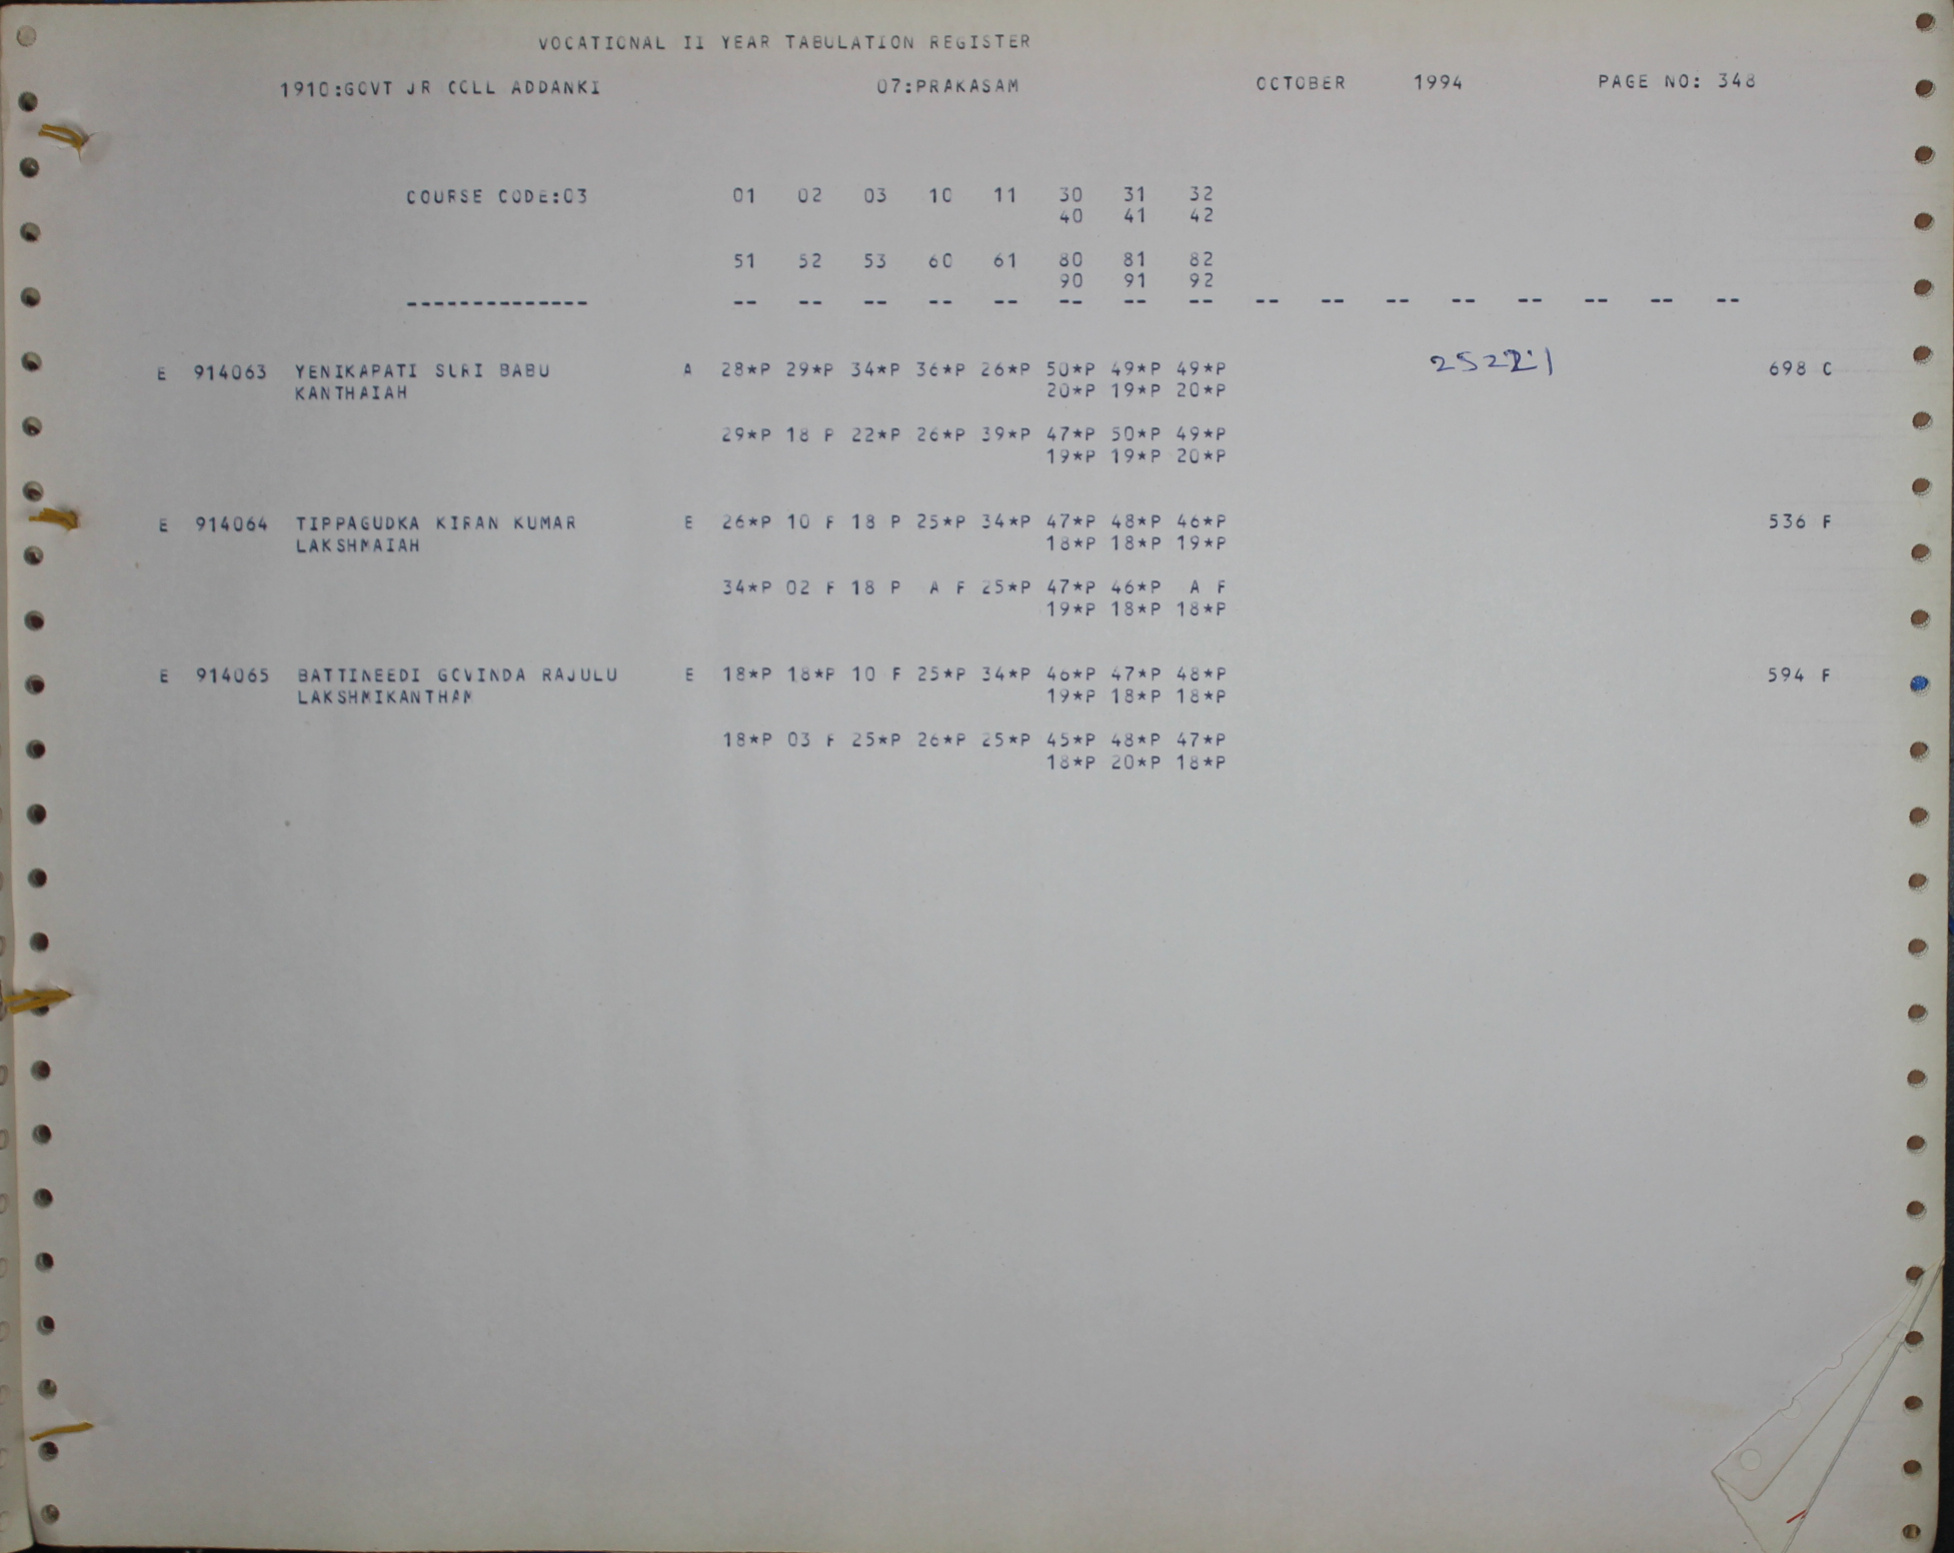 VOCATIONAL II YEAR TABULATION REGISTER
1910:GOVT JR COLL ADDANKI 07:PRAKASAM OCTOBER 1994 PAGE NO: 348
COURSE CODE:03 01 02 03 10 11 30 31 32
40 41 42
51 52 53 60 61 80 81 82
90 91 92
-------------- -- -- -- -- -- -- -- -- -- -- -- -- -- -- -- --
E 914063 YENIKAPATI SURI BABU A 28*P 29*P 34*P 36*P 26*P 50*P 49*P 49*P 698 C
KANTHAIAH 20*P 19*P 20*P
29*P 18 P 22*P 26*P 39*P 47*P 50*P 49*P
19*P 19*P 20*P
E 914064 TIPPAGUDKA KIRAN KUMAR E 26*P 10 F 18 P 25*P 34*P 47*P 48*P 46*P 536 F
LAKSHMAIAH 18*P 18*P 19*P
34*P 02 F 18 P A F 25*P 47*P 46*P A F
19*P 18*P 18*P
E 914065 BATTINEEDI GOVINDA RAJULU E 18*P 18*P 10 F 25*P 34*P 46*P 47*P 48*P 594 F
LAKSHMIKANTHAM 19*P 18*P 18*P
18*P 03 F 25*P 26*P 25*P 45*P 48*P 47*P
18*P 20*P 18*P